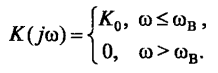 K(jω) = { K₀, ω ≤ ω_B ,
0, ω > ω_B.